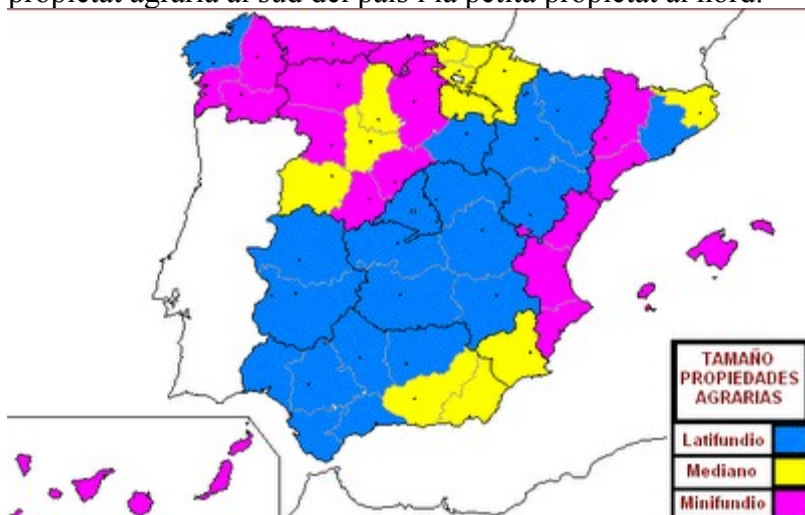 propietat agrària al sud del país i la petita propietat al nord.
TAMAÑO
PROPIEDADES
AGRARIAS
Latifundio
Mediano
Minifundio